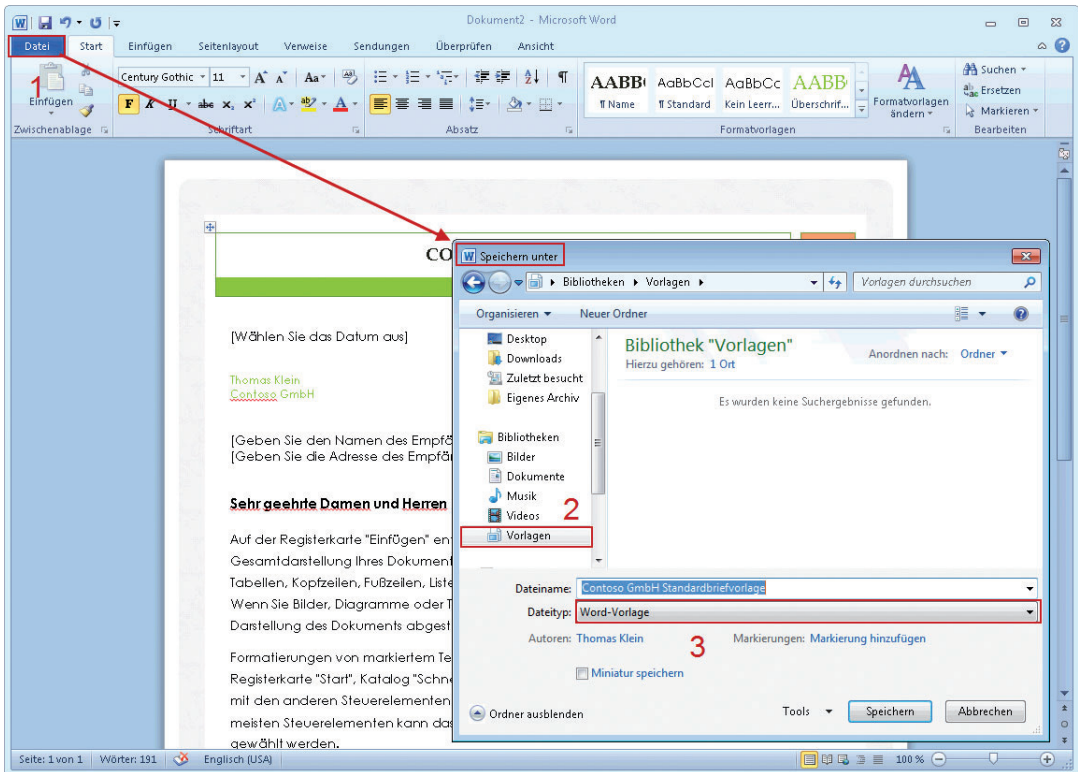 Dokument2 - Microsoft Word
Datei Start Einfügen Seitenlayout Verweise Sendungen Überprüfen Ansicht
1
Einfügen
Century Gothic 11
AABB( AaBbCcl AaBbCc AABB
¶ Name ¶ Standard Kein Leerr... Überschrif...
Formatvorlagen ändern
Suchen
Ersetzen
Markieren
Zwischenablage Schriftart Absatz Formatvorlagen Bearbeiten
CO
[Wählen Sie das Datum aus]
Thomas Klein
Contoso GmbH
[Geben Sie den Namen des Empfä
[Geben Sie die Adresse des Empfän
Sehr geehrte Damen und Herren
Auf der Registerkarte "Einfügen" ent
Gesamtdarstellung Ihres Dokument
Tabellen, Kopfzeilen, Fußzeilen, Liste
Wenn Sie Bilder, Diagramme oder T
Darstellung des Dokuments abgest
Formatierungen von markiertem Te
Registerkarte "Start", Katalog "Schne
mit den anderen Steuerelementen
meisten Steuerelementen kann das
gewählt werden.
Speichern unter
Bibliotheken Vorlagen
Vorlagen durchsuchen
Organisieren Neuer Ordner
Desktop
Downloads
Zuletzt besucht
Eigenes Archiv
Bibliotheken
Bilder
Dokumente
Musik
Videos
2
Vorlagen
Bibliothek "Vorlagen"
Hierzu gehören: 1 Ort
Anordnen nach: Ordner
Es wurden keine Suchergebnisse gefunden.
Dateiname: Contoso GmbH Standardbriefvorlage
Dateityp: Word-Vorlage
Autoren: Thomas Klein
3
Markierungen: Markierung hinzufügen
Miniatur speichern
Ordner ausblenden
Tools Speichern Abbrechen
Seite: 1 von 1 Wörter: 191 Englisch (USA) 100 %